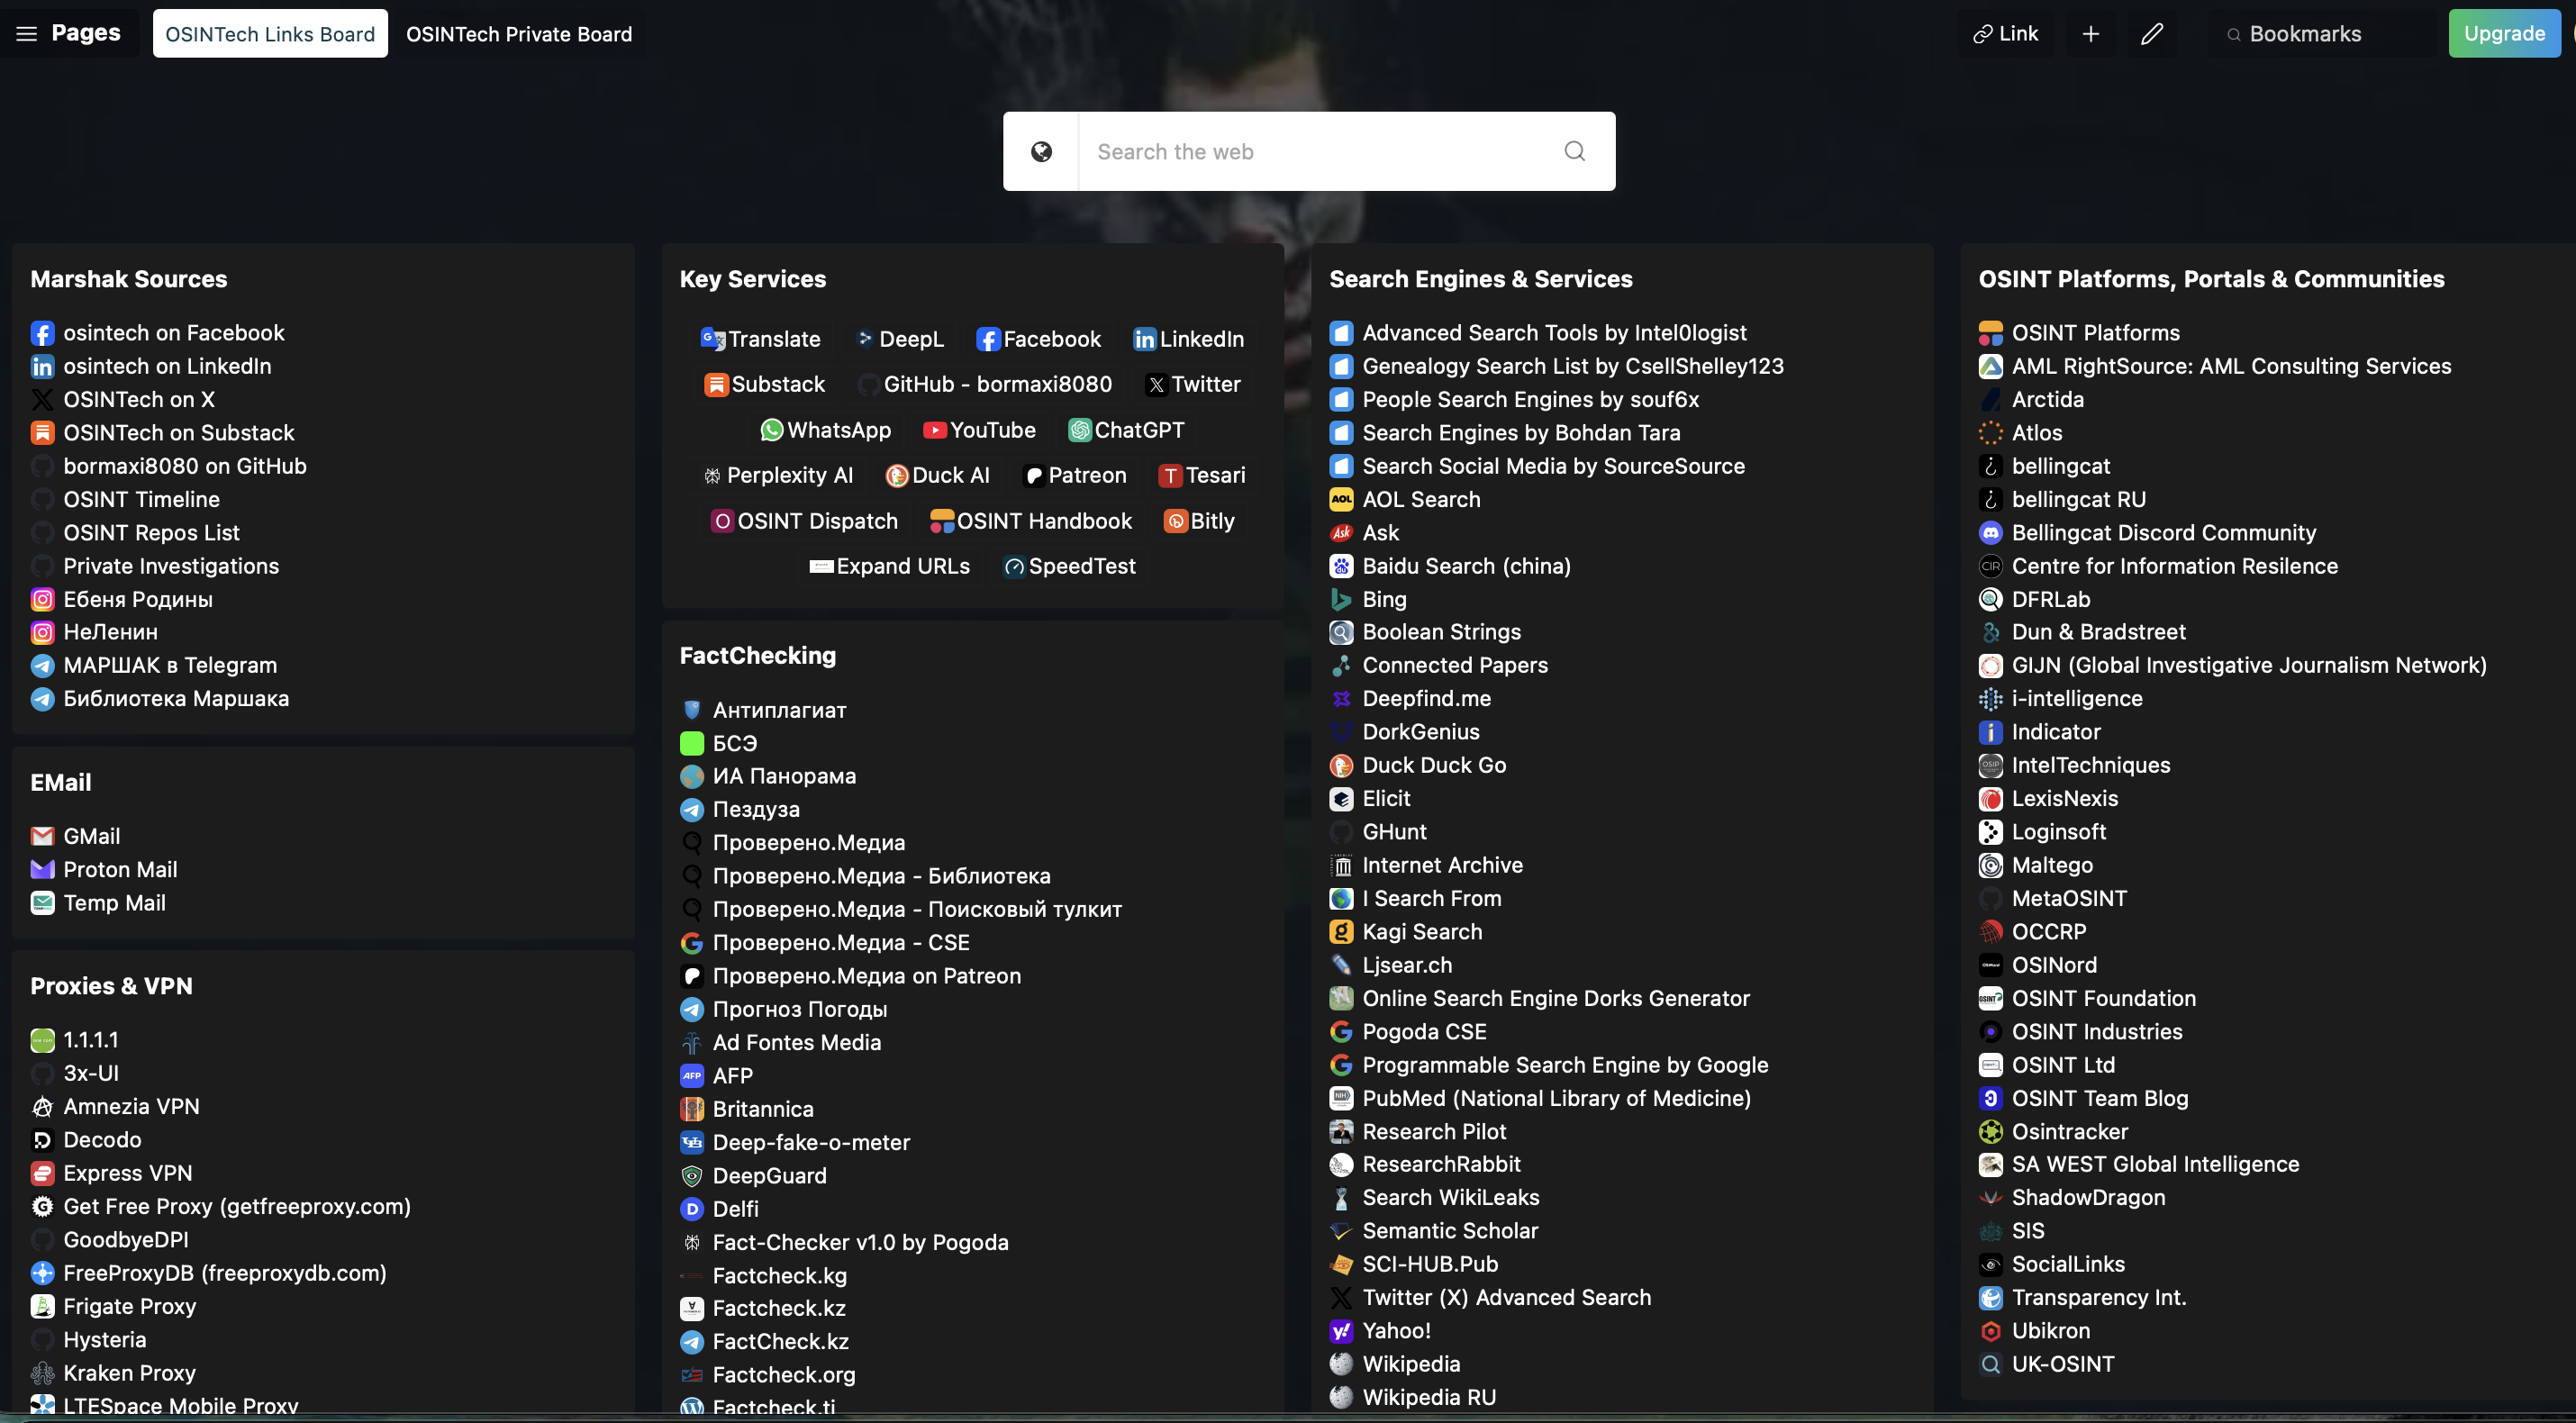 Pages
OSINTech Links Board
OSINTech Private Board
Link
Bookmarks
Upgrade
Search the web
Marshak Sources
osintech on Facebook
osintech on LinkedIn
OSINTech on X
OSINTech on Substack
bormaxi8080 on GitHub
OSINT Timeline
OSINT Repos List
Private Investigations
Ебеня Родины
НеЛенин
МАРШАК в Telegram
Библиотека Маршака
EMail
GMail
Proton Mail
Temp Mail
Proxies & VPN
1.1.1.1
3x-UI
Amnezia VPN
Decodo
Express VPN
Get Free Proxy (getfreeproxy.com)
GoodbyeDPI
FreeProxyDB (freeproxydb.com)
Frigate Proxy
Hysteria
Kraken Proxy
LTESpace Mobile Proxy
Key Services
Translate DeepL Facebook LinkedIn
Substack GitHub - bormaxi8080 Twitter
WhatsApp YouTube ChatGPT
Perplexity AI Duck AI Patreon Tesari
OSINT Dispatch OSINT Handbook Bitly
Expand URLs SpeedTest
FactChecking
Антиплагиат
БСЭ
ИА Панорама
Пездуза
Проверено.Медиа
Проверено.Медиа - Библиотека
Проверено.Медиа - Поисковый тулкит
Проверено.Медиа - CSE
Проверено.Медиа on Patreon
Прогноз Погоды
Ad Fontes Media
AFP
Britannica
Deep-fake-o-meter
DeepGuard
Delfi
Fact-Checker v1.0 by Pogoda
Factcheck.kg
Factcheck.kz
FactCheck.kz
Factcheck.org
Factcheck.tj
Search Engines & Services
Advanced Search Tools by Intel0logist
Genealogy Search List by CsellShelley123
People Search Engines by souf6x
Search Engines by Bohdan Tara
Search Social Media by SourceSource
AOL Search
Ask
Baidu Search (china)
Bing
Boolean Strings
Connected Papers
Deepfind.me
DorkGenius
Duck Duck Go
Elicit
GHunt
Internet Archive
I Search From
Kagi Search
Ljsear.ch
Online Search Engine Dorks Generator
Pogoda CSE
Programmable Search Engine by Google
PubMed (National Library of Medicine)
Research Pilot
ResearchRabbit
Search WikiLeaks
Semantic Scholar
SCI-HUB.Pub
Twitter (X) Advanced Search
Yahoo!
Wikipedia
Wikipedia RU
OSINT Platforms, Portals & Communities
OSINT Platforms
AML RightSource: AML Consulting Services
Arctida
Atlos
bellingcat
bellingcat RU
Bellingcat Discord Community
Centre for Information Resilence
DFRLab
Dun & Bradstreet
GIJN (Global Investigative Journalism Network)
i-intelligence
Indicator
IntelTechniques
LexisNexis
Loginsoft
Maltego
MetaOSINT
OCCRP
OSINord
OSINT Foundation
OSINT Industries
OSINT Ltd
OSINT Team Blog
Osintracker
SA WEST Global Intelligence
ShadowDragon
SIS
SocialLinks
Transparency Int.
Ubikron
UK-OSINT